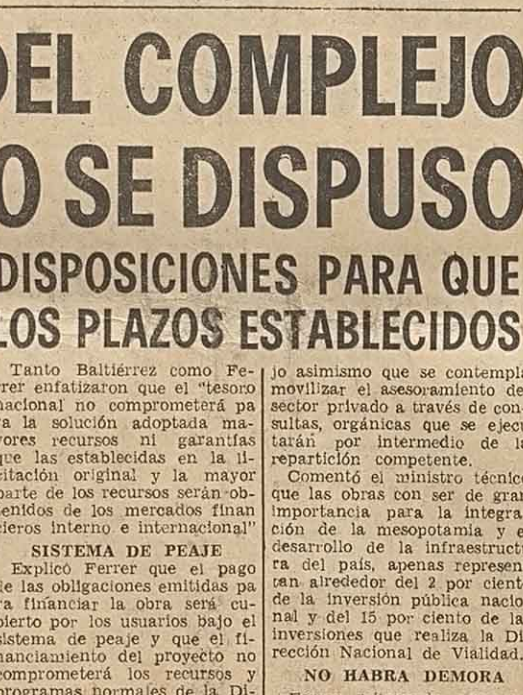 DEL COMPLEJO
O SE DISPUSO
DISPOSICIONES PARA QUE
LOS PLAZOS ESTABLECIDOS
Tanto Baltiérrez como Fe-
rrer enfatizaron que el "tesoro
nacional no comprometerá pa
ra la solución adoptada ma-
yores recursos ni garantías
que las establecidas en la li-
citación original y la mayor
parte de los recursos serán ob-
tenidos de los mercados finan
cieros interno e internacional"
SISTEMA DE PEAJE
Explicó Ferrer que el pago
de las obligaciones emitidas pa
ra financiar la obra será cu-
bierto por los usuarios bajo el
sistema de peaje y que el fi-
nanciamiento del proyecto no
comprometerá los recursos y
programas normales de la Di-
jo asimismo que se contempla
movilizar el asesoramiento de
sector privado a través de con
sultas, orgánicas que se ejecu
tarán por intermedio de la
repartición competente.
Comentó el ministro técnico
que las obras con ser de gran
importancia para la integra-
ción de la mesopotamia y e
desarrollo de la infraestructu
ra del país, apenas represen
tan alrededor del 2 por cient
de la inversión pública nacio
nal y del 15 por ciento de la
inversiones que realiza la Di
rección Nacional de Vialidad.
NO HABRA DEMORA